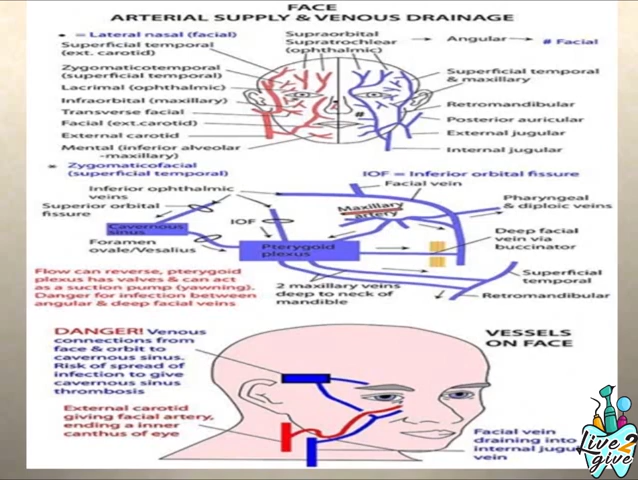 FACE
ARTERIAL SUPPLY & VENOUS DRAINAGE
• = Lateral nasal (facial)
Superficial temporal
(ext. carotid)
Zygomaticotemporal
(superficial temporal)
Lacrimal (ophthalmic)
Infraorbital (maxillary)
Transverse facial
Facial (ext.carotid)
External carotid
Mental (inferior alveolar
-maxillary)
* Zygomaticofacial
(superficial temporal)
Supraorbital
Supratrochlear
(ophthalmic)
Angular
# Facial
Superficial temporal
& maxillary
Retromandibular
Posterior auricular
External jugular
Internal jugular
#
IOF = Inferior orbital fissure
Inferior ophthalmic
veins
Superior orbital
fissure
Cavernous
sinus
Foramen
ovale/Vesalius
IOF
Pterygoid
plexus
Maxillary
artery
Facial vein
Pharyngeal
& diploic veins
Deep facial
vein via
buccinator
Superficial
temporal
Retromandibular
2 maxillary veins
deep to neck of
mandible
Flow can reverse, pterygoid
plexus has valves & can act
as a suction pump (yawning).
Danger for infection between
angular & deep facial veins
DANGER! Venous
connections from
face & orbit to
cavernous sinus.
Risk of spread of
infection to give
cavernous sinus
thrombosis
External carotid
giving facial artery,
ending a inner
canthus of eye
VESSELS
ON FACE
Facial vein
draining into
internal jugu
vein
Live2
give